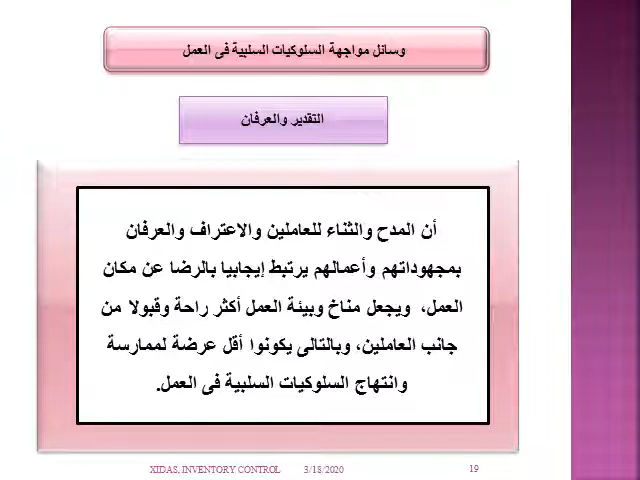 وسائل مواجهة السلوكيات السلبية فى العمل
التقدير والعرفان
أن المدح والثناء للعاملين والاعتراف والعرفان
بمجهوداتهم وأعمالهم يرتبط إيجابيا بالرضا عن مكان
العمل، ويجعل مناخ وبيئة العمل أكثر راحة وقبولا من
جانب العاملين، وبالتالى يكونوا أقل عرضة لممارسة
وانتهاج السلوكيات السلبية فى العمل.
XIDAS, INVENTORY CONTROL 3/18/2020 19